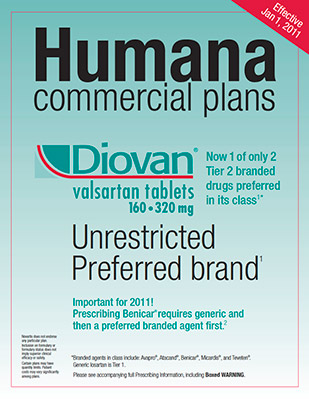 Effective
Jan 1, 2011
Humana
commercial plans
Diovan®
valsartan tablets
160•320 mg
Now 1 of only 2
Tier 2 branded
drugs preferred
in its class¹*
Unrestricted
Preferred brand¹
Important for 2011!
Prescribing Benicar® requires generic and
then a preferred branded agent first.²
Novartis does not endorse
any particular plan.
Inclusion on formulary or
formulary status does not
imply superior clinical
efficacy or safety.
Certain plans may have
quantity limits. Patient
costs may vary significantly
among plans.
*Branded agents in class include: Avapro®, Atacand®, Benicar®, Micardis®, and Teveten®.
Generic losartan is Tier 1.
Please see accompanying full Prescribing Information, including Boxed WARNING.